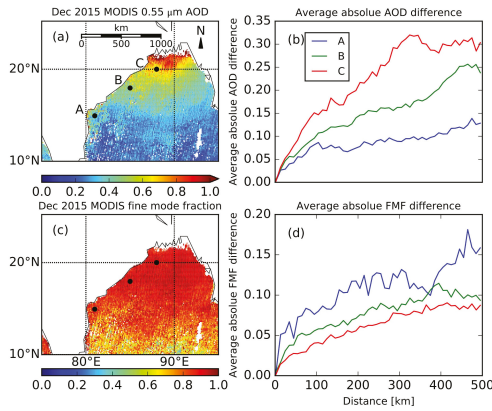 Dec 2015 MODIS 0.55 μm AOD
(a)
km
0 500 1000
N
C
B
A
20°N
10°N
0.0 0.2 0.4 0.6 0.8 1.0
Average absolue AOD difference
(b)
A
B
C
Average absolute AOD difference
0.35
0.30
0.25
0.20
0.15
0.10
0.05
0.00
Dec 2015 MODIS fine mode fraction
(c)
20°N
10°N
80°E 90°E
0.0 0.2 0.4 0.6 0.8 1.0
Average absolue FMF difference
(d)
Average absolute FMF difference
0.20
0.15
0.10
0.05
0.00
0 100 200 300 400 500
Distance [km]